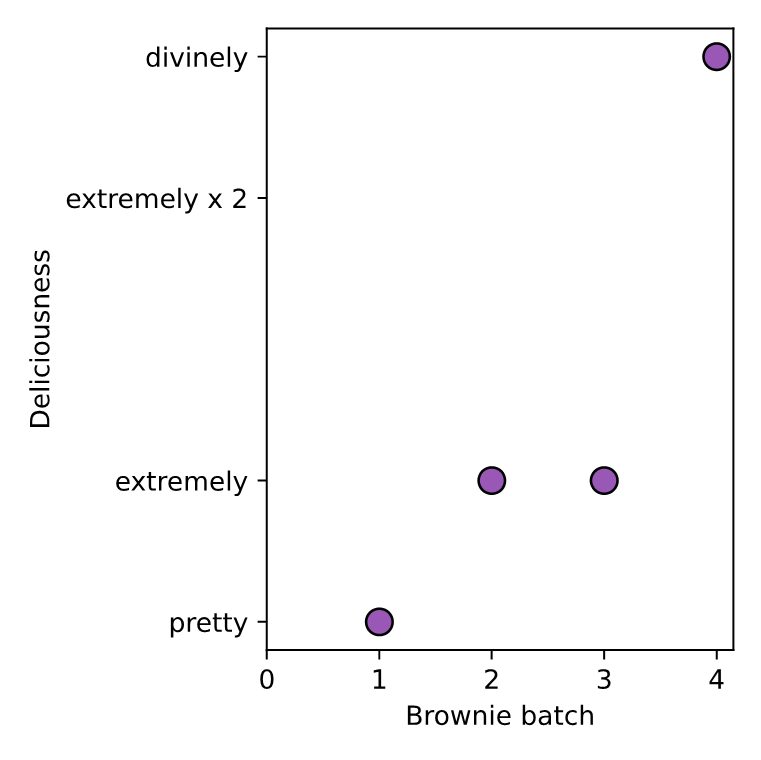 divinely
extremely x 2
extremely
pretty
Deliciousness
0 1 2 3 4
Brownie batch